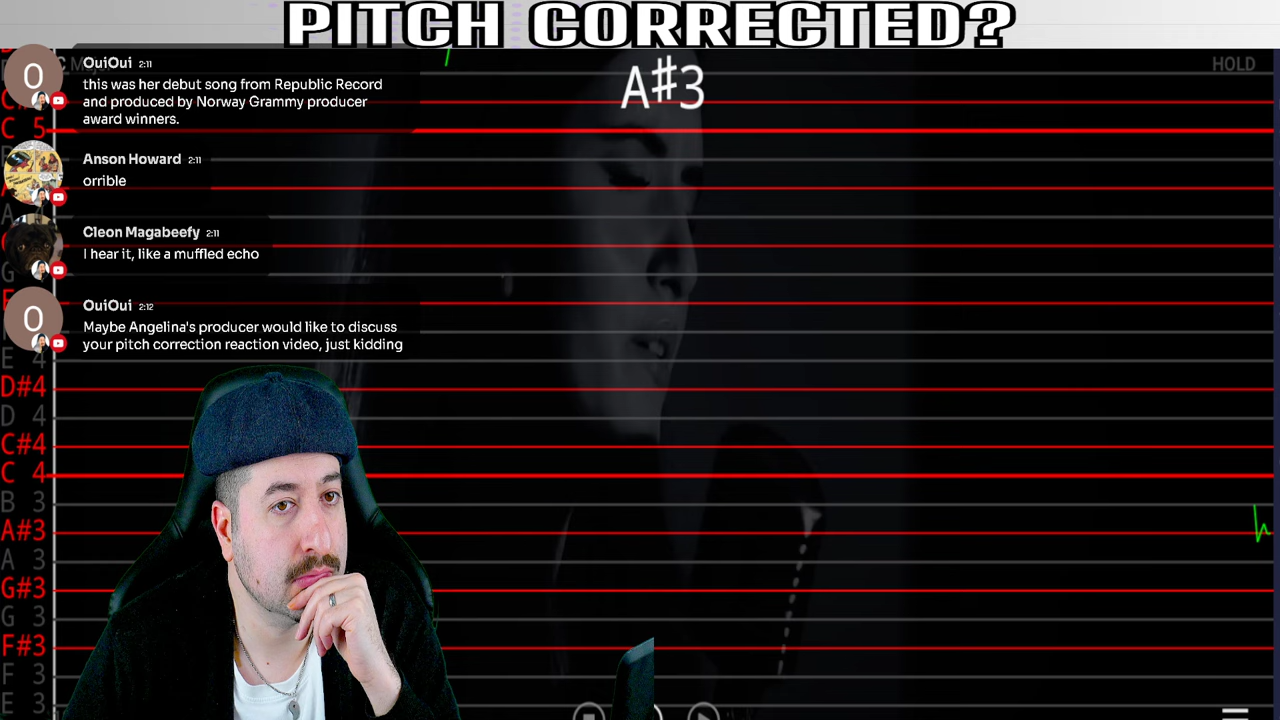 PITCH CORRECTED?
HOLD
A#3
OuiOui 2:11
this was her debut song from Republic Record
and produced by Norway Grammy producer
award winners.
C 5
Anson Howard 2:11
orrible
A
Cleon Magabeefy 2:11
I hear it, like a muffled echo
G
O
OuiOui 2:12
Maybe Angelina's producer would like to discuss
your pitch correction reaction video, just kidding
O
E 4
D#4
D 4
C#4
C 4
B 3
A#3
A 3
G#3
G 3
F#3
F 3
E 3